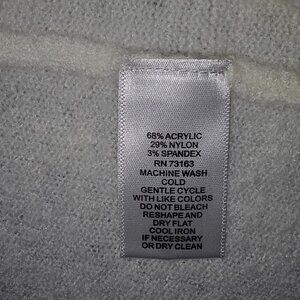 68% ACRYLIC
29% NYLON
3% SPANDEX
RN 73163
MACHINE WASH
COLD
GENTLE CYCLE
WITH LIKE COLORS
DO NOT BLEACH
RESHAPE AND
DRY FLAT
COOL IRON
IF NECESSARY
OR DRY CLEAN